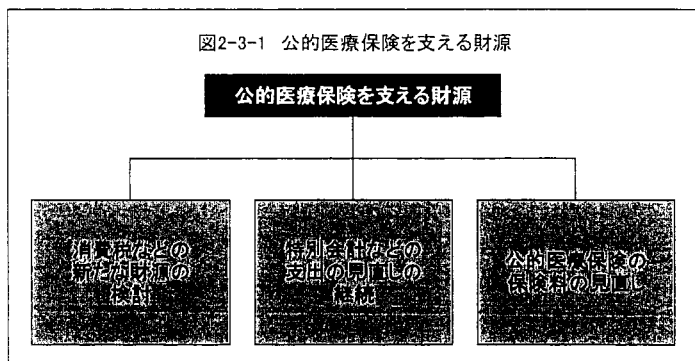 図2-3-1 公的医療保険を支える財源
公的医療保険を支える財源
消費税などの
新たな財源の
検討
特別会計などの
支出の見直しの
継続
公的医療保険の
保険料の見直し